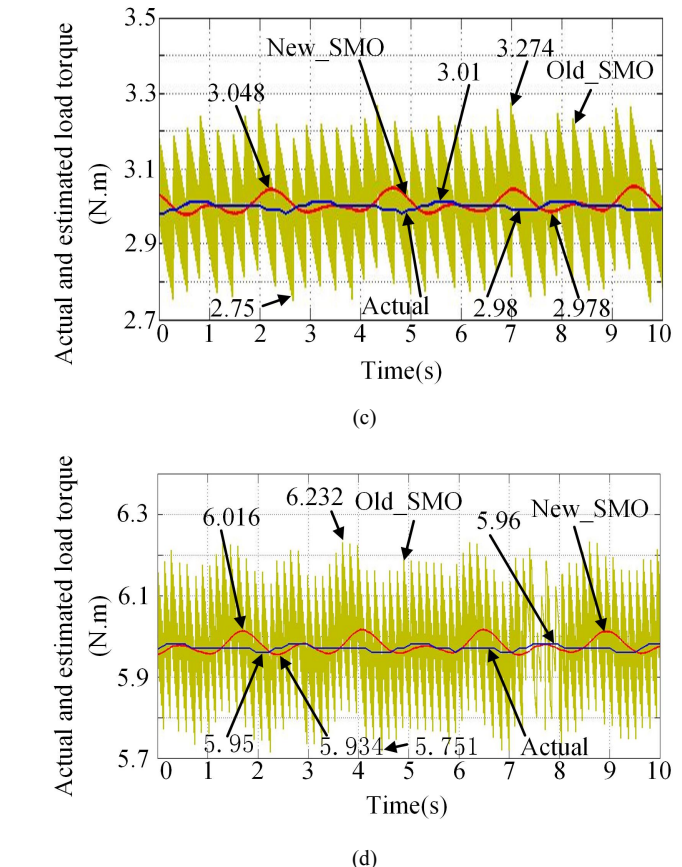 Actual and estimated load torque
(N.m)
3.5
3.3
3.1
2.9
2.7
New_SMO
3.274
3.01
Old_SMO
3.048
2.75
Actual
2.98
2.978
0 1 2 3 4 5 6 7 8 9 10
Time(s)
(c)
Actual and estimated load torque
(N.m)
6.3
6.1
5.9
5.7
6.232
Old_SMO
6.016
5.96
New_SMO
5.95
5.934
5.751
Actual
0 1 2 3 4 5 6 7 8 9 10
Time(s)
(d)